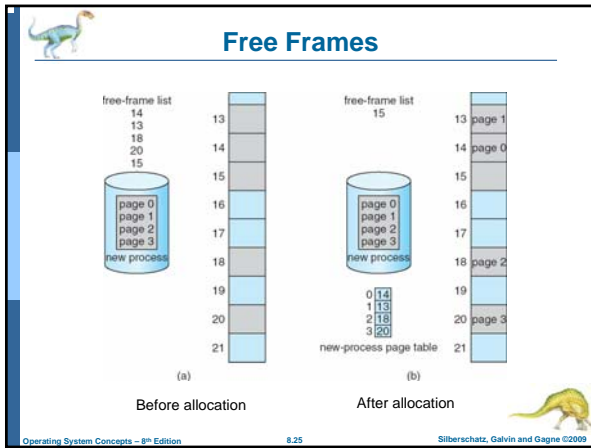 Free Frames
free-frame list
14
13
18
20
15
page 0
page 1
page 2
page 3
new process
13
14
15
16
17
18
19
20
21
(a)
Before allocation
free-frame list
15
page 0
page 1
page 2
page 3
new process
0 14
1 13
2 18
3 20
new-process page table
13 page 1
14 page 0
15
16
17
18 page 2
19
20 page 3
21
(b)
After allocation
Operating System Concepts – 8th Edition
8.25
Silberschatz, Galvin and Gagne ©2009